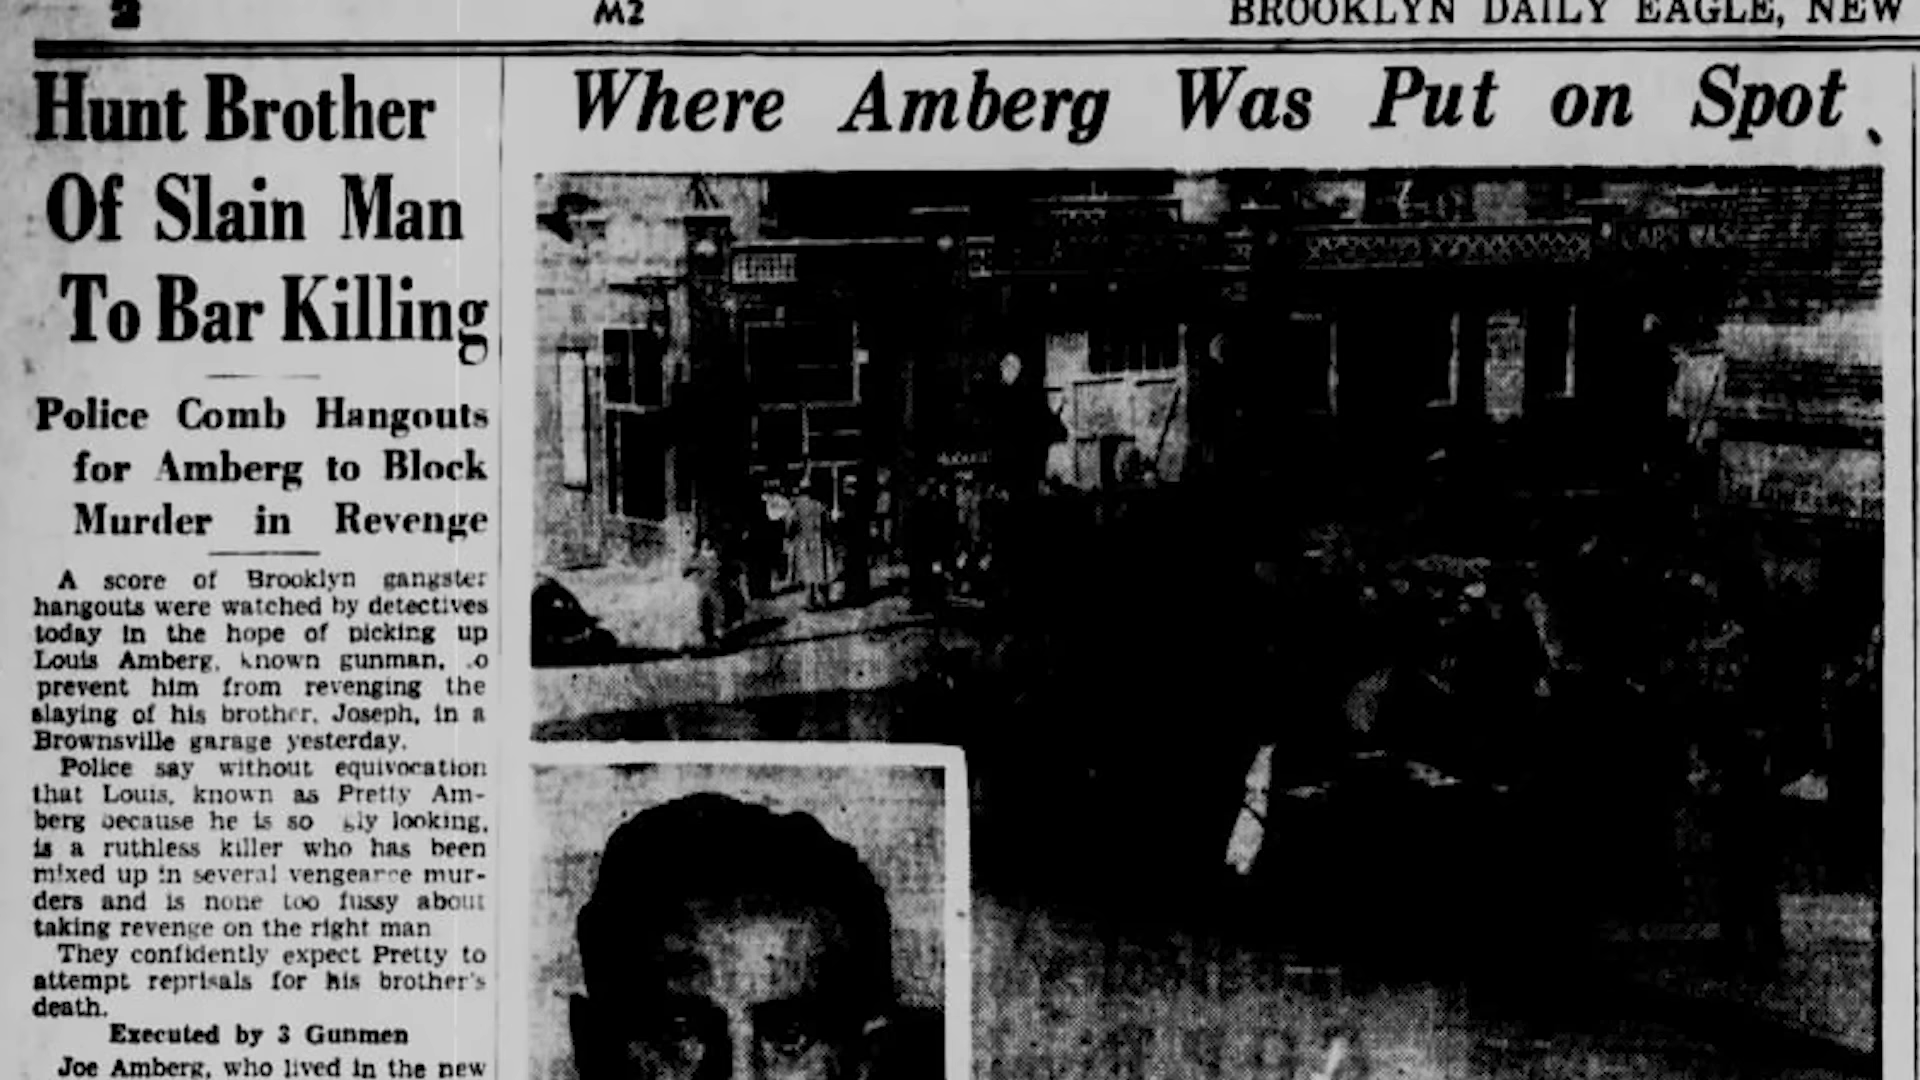 2
M2
BROOKLYN DAILY EAGLE, NEW
Hunt Brother
Of Slain Man
To Bar Killing
Police Comb Hangouts
for Amberg to Block
Murder in Revenge
A score of Brooklyn gangster
hangouts were watched by detectives
today in the hope of picking up
Louis Amberg, known gunman, .o
prevent him from revenging the
slaying of his brother, Joseph, in a
Brownsville garage yesterday.
Police say without equivocation
that Louis, known as Pretty Am-
berg because he is so gly looking,
is a ruthless killer who has been
mixed up in several vengeance mur-
ders and is none too fussy about
taking revenge on the right man
They confidently expect Pretty to
attempt reprisals for his brother's
death.
Executed by 3 Gunmen
Joe Amberg, who lived in the new
Where Amberg Was Put on Spot